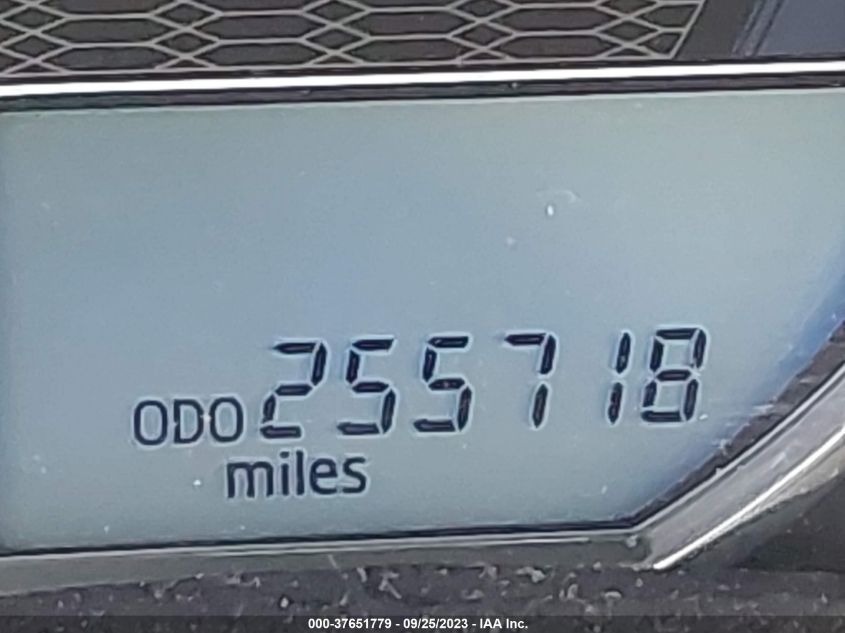 ODO 255718
miles
000-37651779 - 09/25/2023 - IAA Inc.